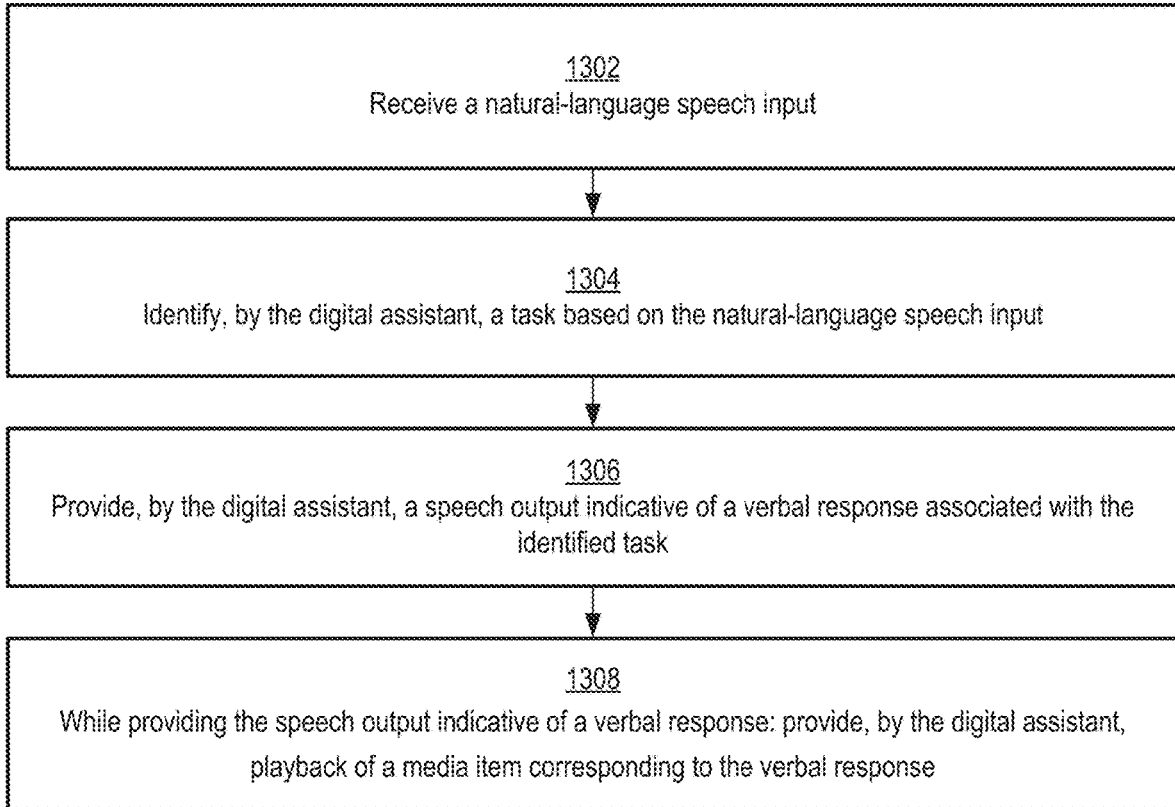 1302
Receive a natural-language speech input
1304
Identify, by the digital assistant, a task based on the natural-language speech input
1306
Provide, by the digital assistant, a speech output indicative of a verbal response associated with the
identified task
1308
While providing the speech output indicative of a verbal response: provide, by the digital assistant,
playback of a media item corresponding to the verbal response